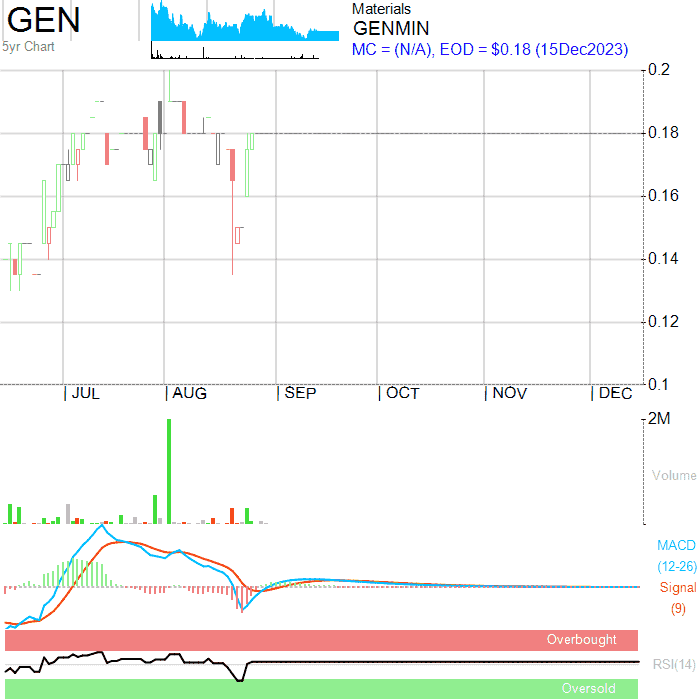 GEN
5yr Chart
Materials
GENMIN
MC = (N/A), EOD = $0.18 (15Dec2023)
0.2
0.18
0.16
0.14
0.12
0.1
JUL
AUG
SEP
OCT
NOV
DEC
2M
Volume
MACD
(12-26)
Signal
(9)
Overbought
RSI(14)
Oversold